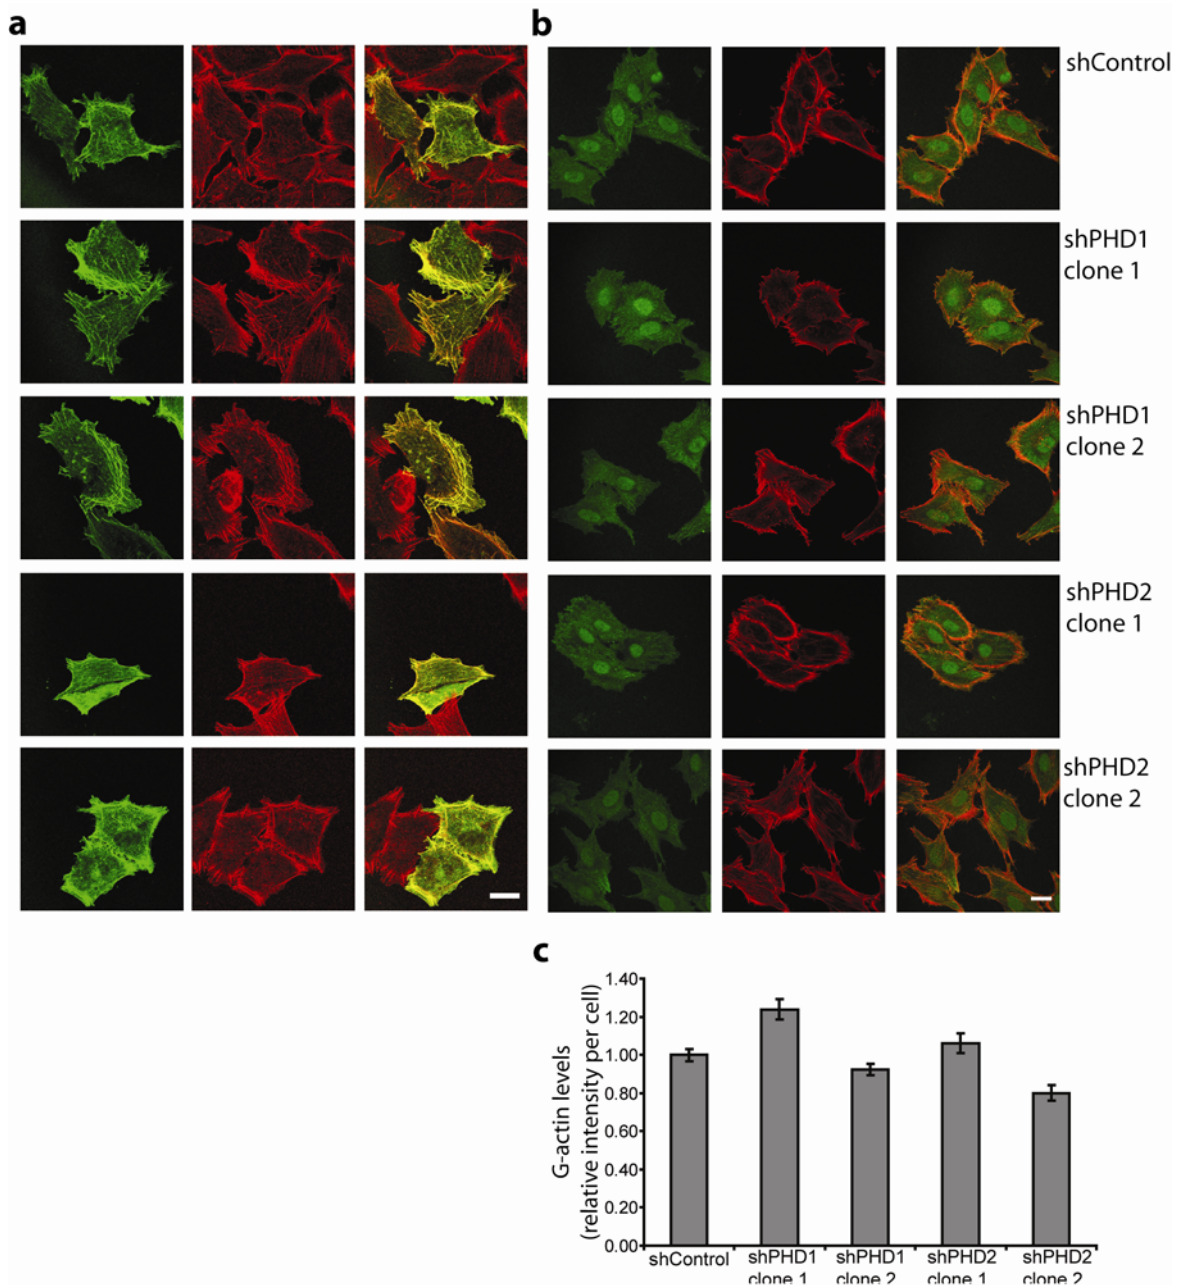 a
b
shControl
shPHD1
clone 1
shPHD1
clone 2
shPHD2
clone 1
shPHD2
clone 2
c
G-actin levels
(relative intensity per cell)
1.40
1.20
1.00
0.80
0.60
0.40
0.20
0.00
shControl
shPHD1
clone 1
shPHD1
clone 2
shPHD2
clone 1
shPHD2
clone 2